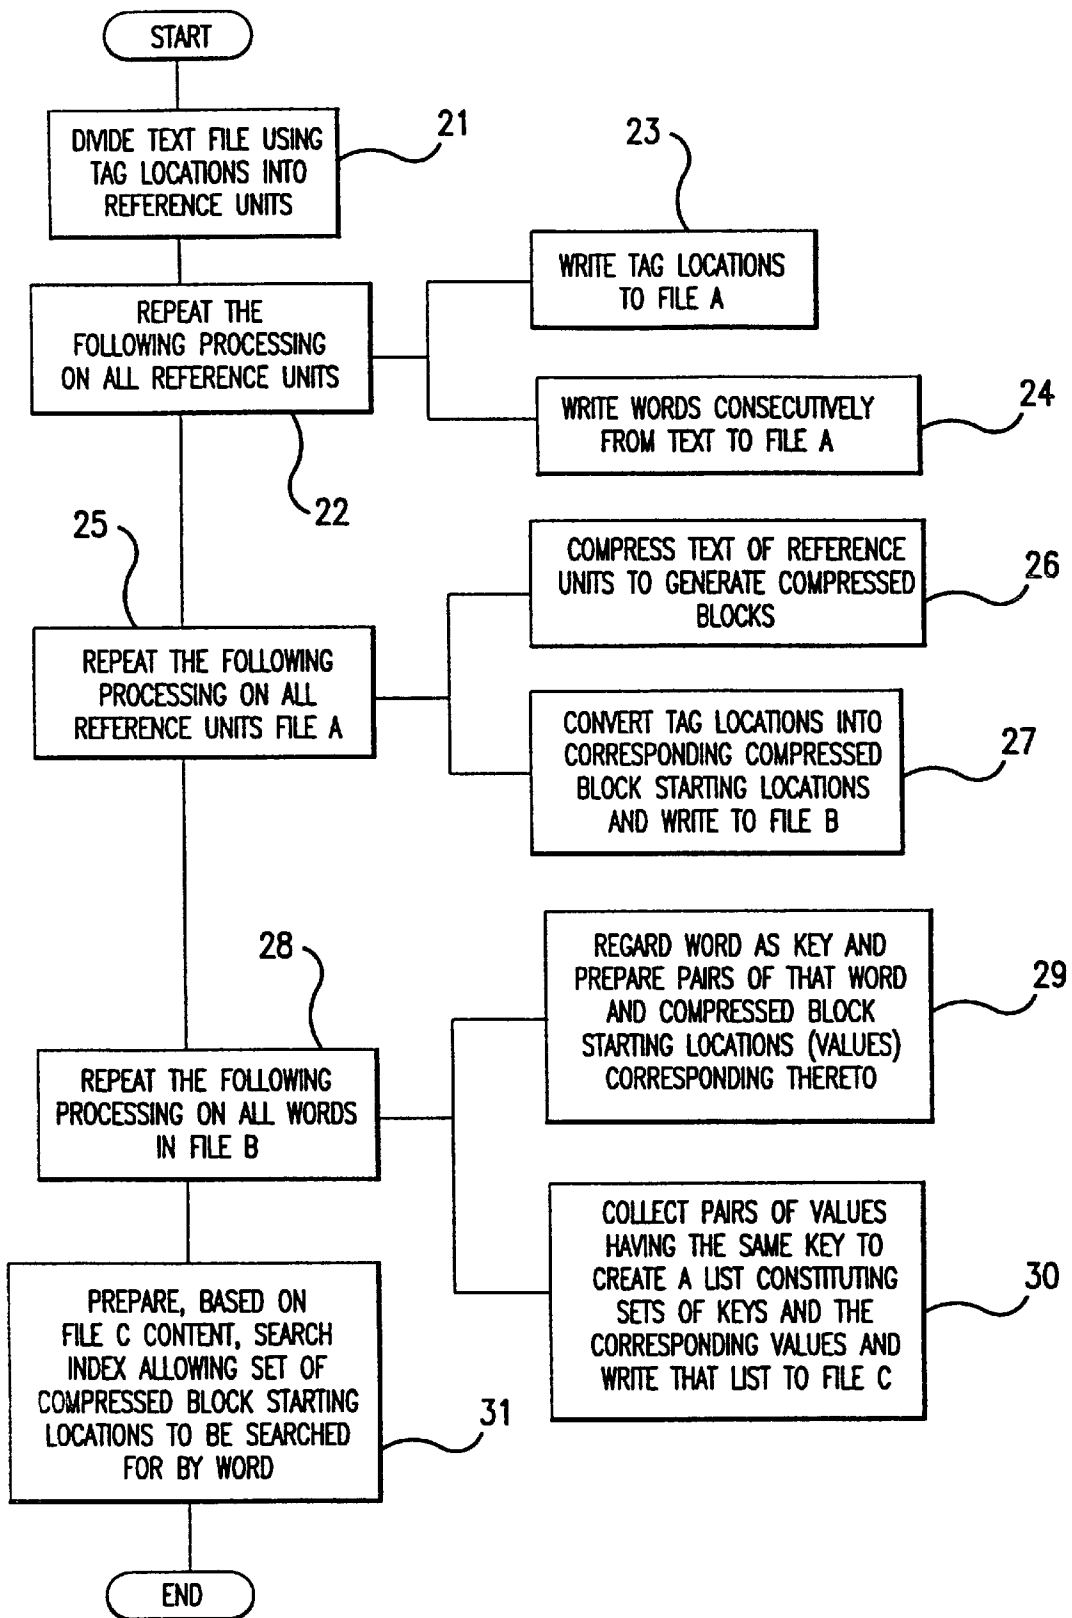 START
DIVIDE TEXT FILE USING
TAG LOCATIONS INTO
REFERENCE UNITS
21
REPEAT THE
FOLLOWING PROCESSING
ON ALL REFERENCE UNITS
22
23
WRITE TAG LOCATIONS
TO FILE A
WRITE WORDS CONSECUTIVELY
FROM TEXT TO FILE A
24
25
REPEAT THE FOLLOWING
PROCESSING ON ALL
REFERENCE UNITS FILE A
COMPRESS TEXT OF REFERENCE
UNITS TO GENERATE COMPRESSED
BLOCKS
26
CONVERT TAG LOCATIONS INTO
CORRESPONDING COMPRESSED
BLOCK STARTING LOCATIONS
AND WRITE TO FILE B
27
28
REPEAT THE FOLLOWING
PROCESSING ON ALL WORDS
IN FILE B
REGARD WORD AS KEY AND
PREPARE PAIRS OF THAT WORD
AND COMPRESSED BLOCK
STARTING LOCATIONS (VALUES)
CORRESPONDING THERETO
29
COLLECT PAIRS OF VALUES
HAVING THE SAME KEY TO
CREATE A LIST CONSTITUTING
SETS OF KEYS AND THE
CORRESPONDING VALUES AND
WRITE THAT LIST TO FILE C
30
PREPARE, BASED ON
FILE C CONTENT, SEARCH
INDEX ALLOWING SET OF
COMPRESSED BLOCK STARTING
LOCATIONS TO BE SEARCHED
FOR BY WORD
31
END